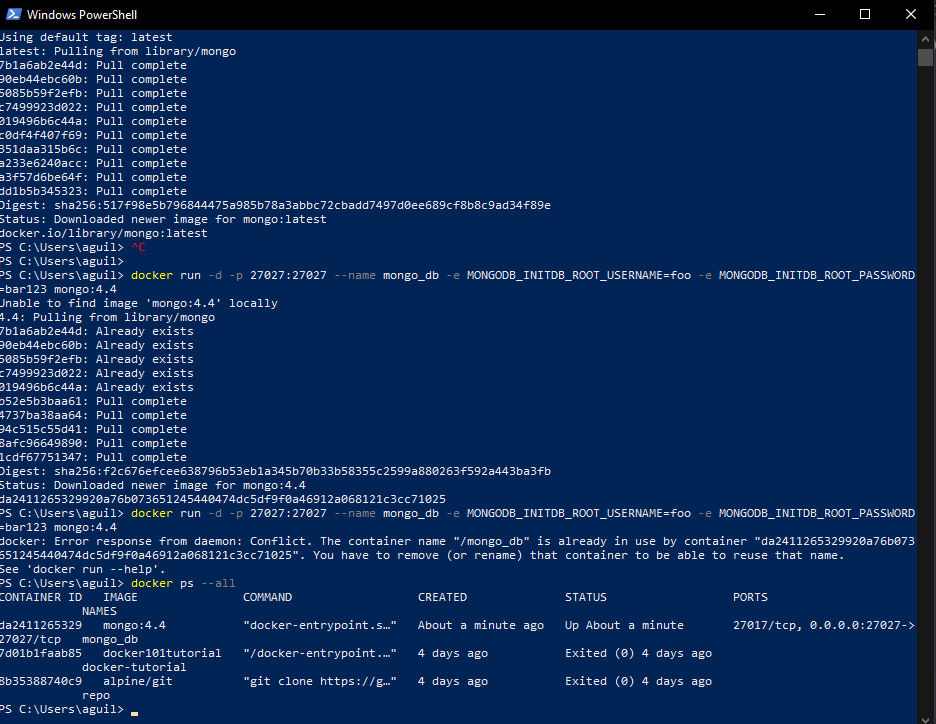 Windows PowerShell
Using default tag: latest
latest: Pulling from library/mongo
7b1a6ab2e44d: Pull complete
90eb44ebc60b: Pull complete
5085b59f2efb: Pull complete
c7499923d022: Pull complete
019496b6c44a: Pull complete
c0df4f407f69: Pull complete
351daa315b6c: Pull complete
a233e6240acc: Pull complete
a3f57d6be64f: Pull complete
dd1b5b345323: Pull complete
Digest: sha256:517f98e5b796844475a985b78a3abbc72cbadd7497d0ee689cf8b8c9ad34f89e
Status: Downloaded newer image for mongo:latest
docker.io/library/mongo:latest
PS C:\Users\aguil> ^C
PS C:\Users\aguil>
PS C:\Users\aguil> docker run -d -p 27027:27027 --name mongo_db -e MONGODB_INITDB_ROOT_USERNAME=foo -e MONGODB_INITDB_ROOT_PASSWORD
=bar123 mongo:4.4
Unable to find image 'mongo:4.4' locally
4.4: Pulling from library/mongo
7b1a6ab2e44d: Already exists
90eb44ebc60b: Already exists
5085b59f2efb: Already exists
c7499923d022: Already exists
019496b6c44a: Already exists
b52e5b3baa61: Pull complete
4737ba38aa64: Pull complete
94c515c55d41: Pull complete
8afc96649890: Pull complete
1cdf67751347: Pull complete
Digest: sha256:f2c676efcee638796b53eb1a345b70b33b58355c2599a880263f592a443ba3fb
Status: Downloaded newer image for mongo:4.4
da2411265329920a76b073651245440474dc5df9f0a46912a068121c3cc71025
PS C:\Users\aguil> docker run -d -p 27027:27027 --name mongo_db -e MONGODB_INITDB_ROOT_USERNAME=foo -e MONGODB_INITDB_ROOT_PASSWORD
=bar123 mongo:4.4
docker: Error response from daemon: Conflict. The container name "/mongo_db" is already in use by container "da2411265329920a76b073
651245440474dc5df9f0a46912a068121c3cc71025". You have to remove (or rename) that container to be able to reuse that name.
See 'docker run --help'.
PS C:\Users\aguil> docker ps --all
CONTAINER ID   IMAGE               COMMAND                  CREATED              STATUS                  PORTS
            NAMES
da2411265329   mongo:4.4           "docker-entrypoint.s…"   About a minute ago   Up About a minute       27017/tcp, 0.0.0.0:27027->
27027/tcp   mongo_db
7d01b1faab85   docker101tutorial   "/docker-entrypoint.…"   4 days ago           Exited (0) 4 days ago
            docker-tutorial
8b35388740c9   alpine/git          "git clone https://g…"   4 days ago           Exited (0) 4 days ago
            repo
PS C:\Users\aguil>